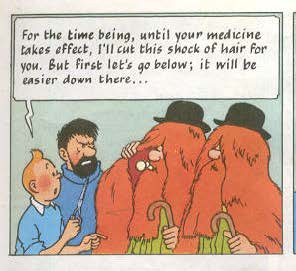 For the time being, until your medicine
takes effect, I'll cut this shock of hair for
you. But first let's go below; it will be
easier down there...